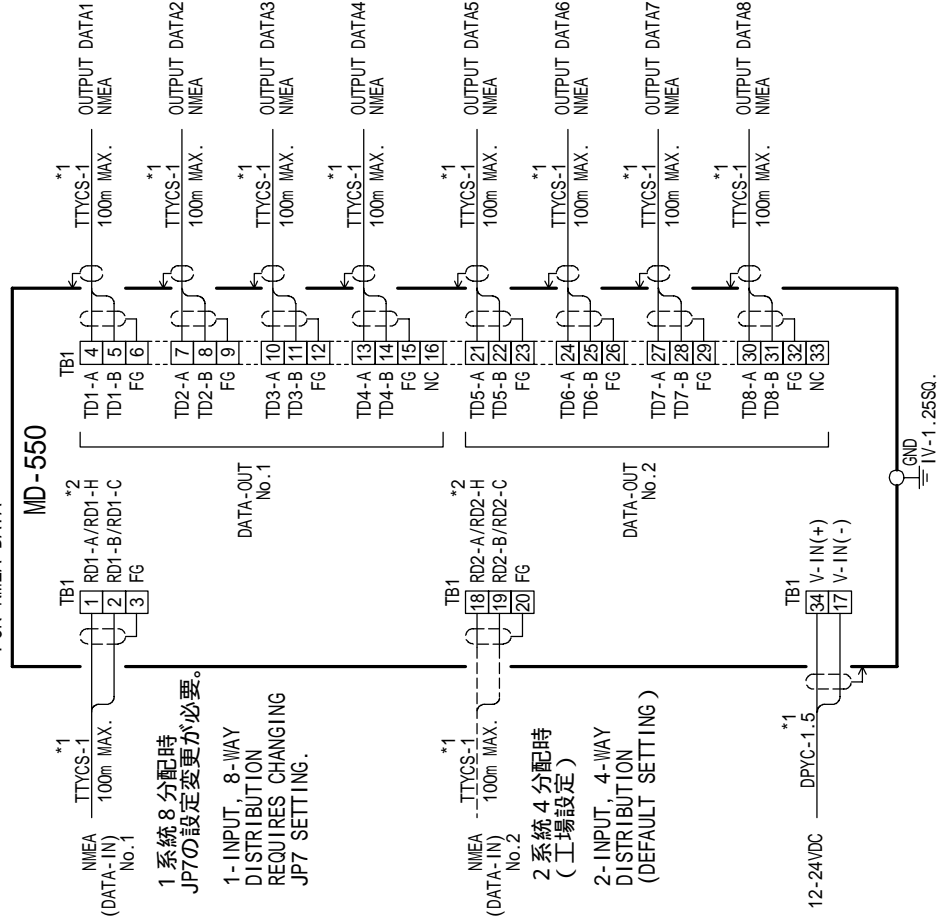 MD-550
NMEA
(DATA-IN)
No.1
*1
TTYCS-1
100m MAX.
1系統8分配時
JP7の設定変更が必要。
1-INPUT, 8-WAY
DISTRIBUTION
REQUIRES CHANGING
JP7 SETTING.
TB1
*2
1 RD1-A/RD1-H
2 RD1-B/RD1-C
3 FG
NMEA
(DATA-IN)
No.2
*1
TTYCS-1
100m MAX.
2系統4分配時
(工場設定)
2-INPUT, 4-WAY
DISTRIBUTION
(DEFAULT SETTING)
TB1
*2
18 RD2-A/RD2-H
19 RD2-B/RD2-C
20 FG
12-24VDC
*1
DPYC-1.5
TB1
34 V-IN(+)
17 V-IN(-)
DATA-OUT
No.1
TB1
TD1-A 4
TD1-B 5
FG 6
TD2-A 7
TD2-B 8
FG 9
TD3-A 10
TD3-B 11
FG 12
TD4-A 13
TD4-B 14
FG 15
NC 16
DATA-OUT
No.2
TD5-A 21
TD5-B 22
FG 23
TD6-A 24
TD6-B 25
FG 26
TD7-A 27
TD7-B 28
FG 29
TD8-A 30
TD8-B 31
FG 32
NC 33
*1
TTYCS-1
100m MAX.
OUTPUT DATA1
NMEA
*1
TTYCS-1
100m MAX.
OUTPUT DATA2
NMEA
*1
TTYCS-1
100m MAX.
OUTPUT DATA3
NMEA
*1
TTYCS-1
100m MAX.
OUTPUT DATA4
NMEA
*1
TTYCS-1
100m MAX.
OUTPUT DATA5
NMEA
*1
TTYCS-1
100m MAX.
OUTPUT DATA6
NMEA
*1
TTYCS-1
100m MAX.
OUTPUT DATA7
NMEA
*1
TTYCS-1
100m MAX.
OUTPUT DATA8
NMEA
GND
IV-1.25SQ.